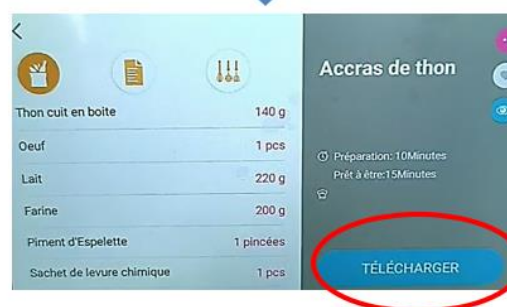 Accras de thon
Thon cuit en boite 140 g
Oeuf 1 pcs
Lait 220 g
Farine 200 g
Piment d'Espelette 1 pincées
Sachet de levure chimique 1 pcs
Préparation: 10Minutes
Prêt à être:15Minutes
TÉLÉCHARGER